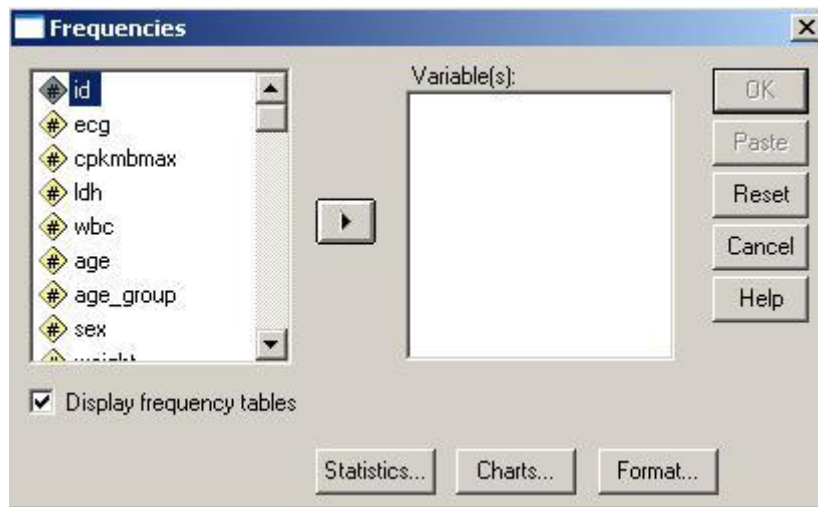 Frequencies
id
ecg
cpkmbmax
ldh
wbc
age
age_group
sex
Variable(s):
OK
Paste
Reset
Cancel
Help
Display frequency tables
Statistics...
Charts...
Format...